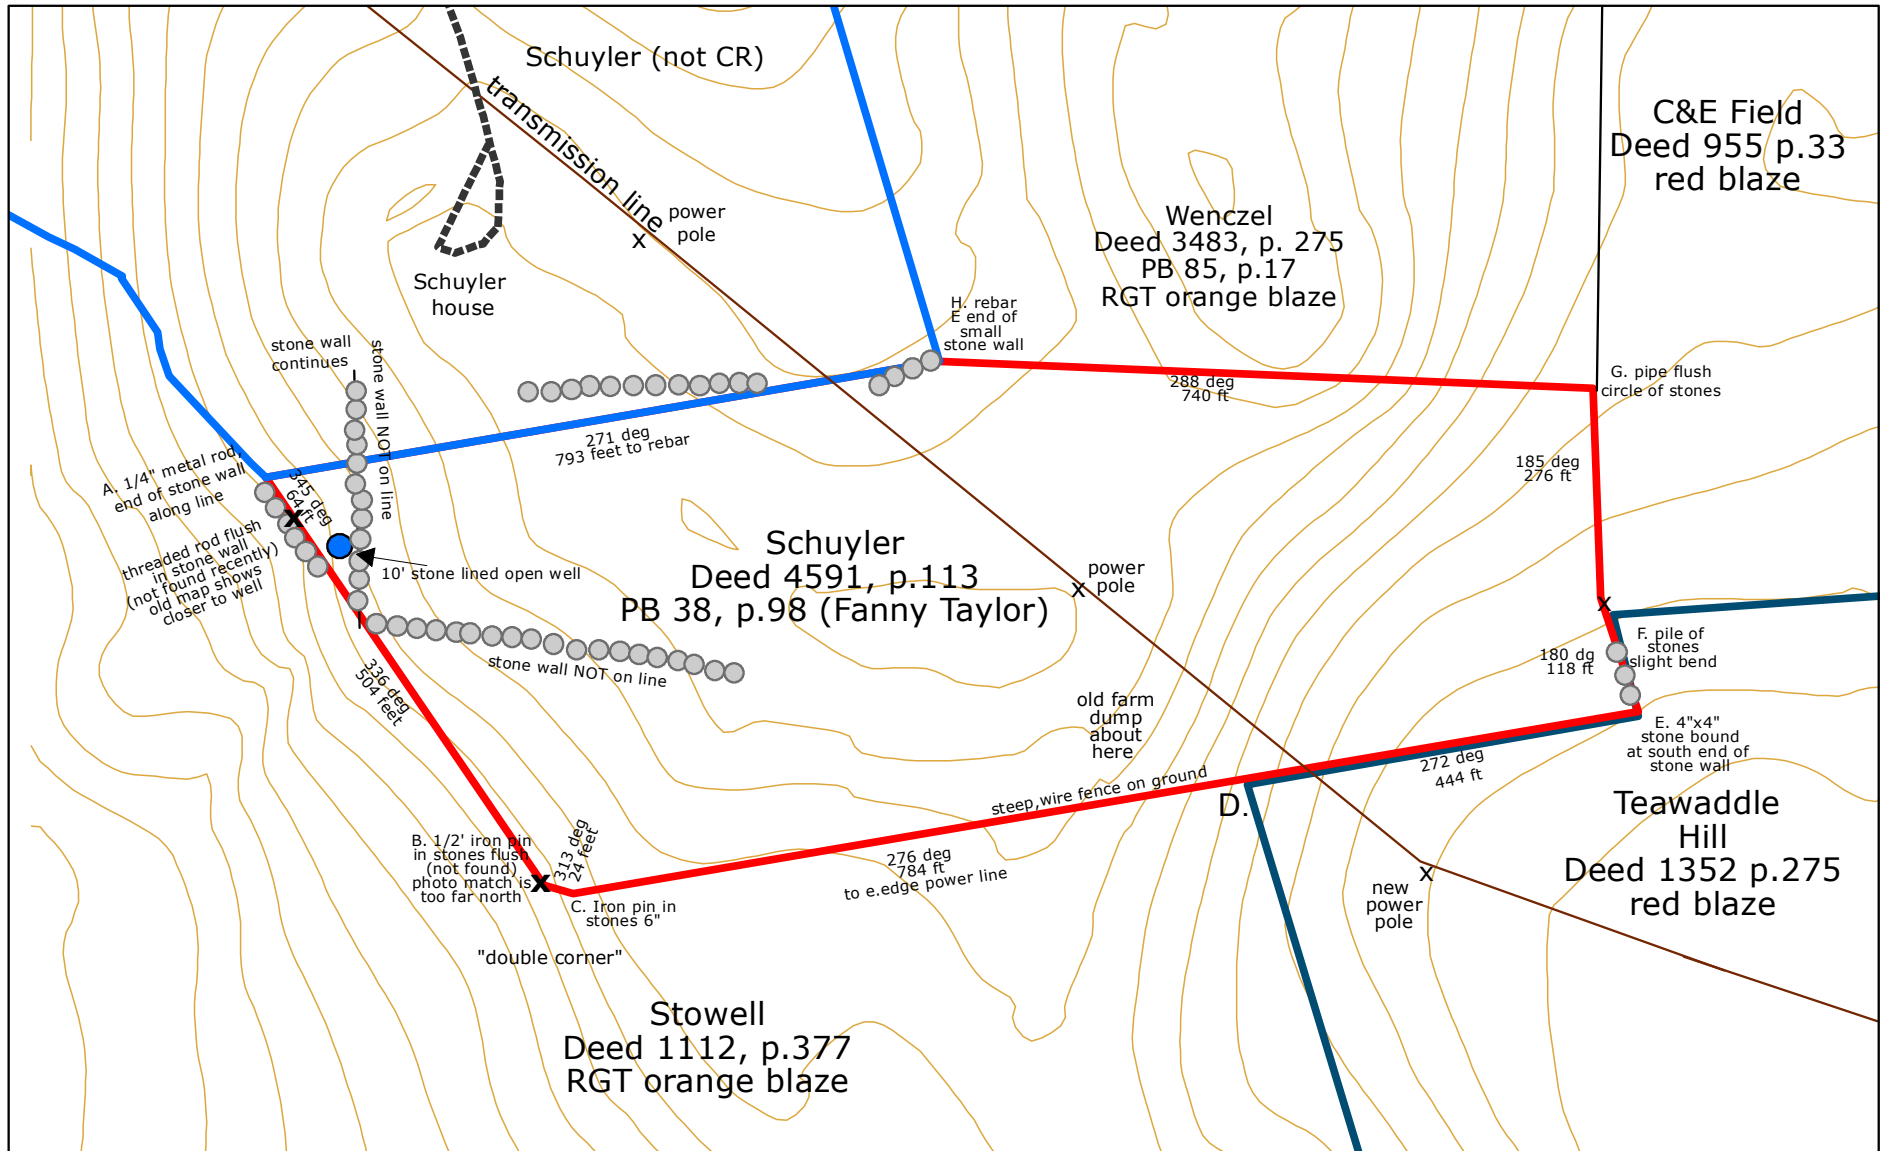 Schuyler (not CR)
transmission line
power
pole
x
C&E Field
Deed 955 p.33
red blaze
Wenczel
Deed 3483, p. 275
PB 85, p.17
RGT orange blaze
Schuyler
house
H. rebar
E end of
small
stone wall
stone wall
continues
stone wall NOT on line
288 deg
740 ft
G. pipe flush
circle of stones
271 deg
793 feet to rebar
A. 1/4" metal rod,
end of stone wall
along line
345 deg
64 ft
x
185 deg
276 ft
threaded rod flush
in stone wall
(not found recently)
old map shows
closer to well
10' stone lined open well
Schuyler
Deed 4591, p.113
PB 38, p.98 (Fanny Taylor)
power
pole
x
x
F. pile of
stones
slight bend
180 dg
118 ft
I
stone wall NOT on line
336 deg
504 feet
old farm
dump
about
here
E. 4"x4"
stone bound
at south end of
stone wall
272 deg
444 ft
steep,wire fence on ground
D.
Teawaddle
Hill
Deed 1352 p.275
red blaze
B. 1/2' iron pin
in stones flush
(not found)
photo match is
too far north
x
313 deg
24 feet
276 deg
784 ft
to e.edge power line
x
new
power
pole
C. Iron pin in
stones 6"
"double corner"
Stowell
Deed 1112, p.377
RGT orange blaze